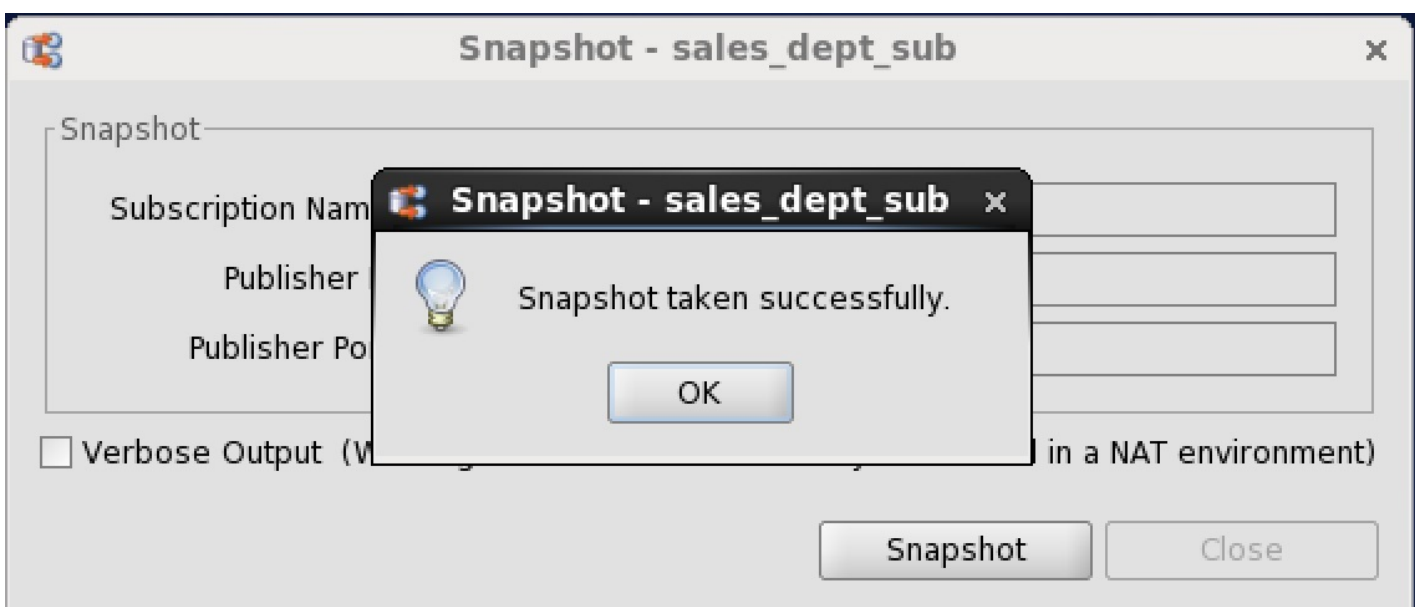 Snapshot - sales_dept_sub
Snapshot
Subscription Nam
Snapshot - sales_dept_sub
Publisher
Snapshot taken successfully.
Publisher Po
OK
Verbose Output (W in a NAT environment)
Snapshot
Close